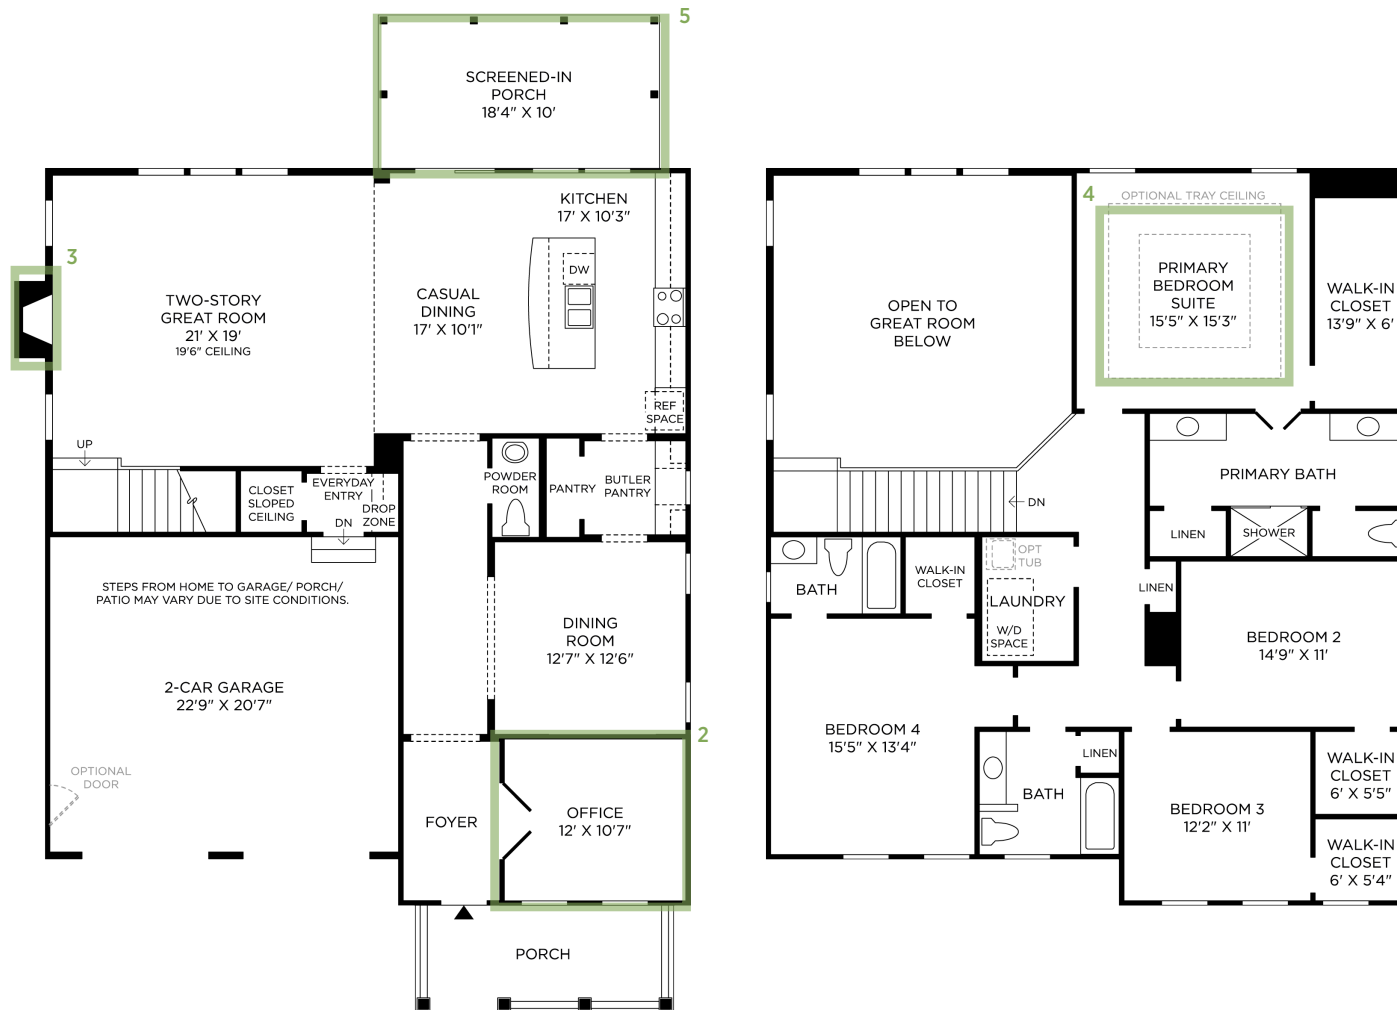 5
SCREENED-IN
PORCH
18'4" X 10'
KITCHEN
17' X 10'3"
DW
3
TWO-STORY
GREAT ROOM
21' X 19'
19'6" CEILING
CASUAL
DINING
17' X 10'1"
REF
SPACE
UP
CLOSET
SLOPED
CEILING
EVERYDAY
ENTRY
DROP
ZONE
DN
POWDER
ROOM
PANTRY
BUTLER
PANTRY
STEPS FROM HOME TO GARAGE/ PORCH/
PATIO MAY VARY DUE TO SITE CONDITIONS.
DINING
ROOM
12'7" X 12'6"
2-CAR GARAGE
22'9" X 20'7"
2
OPTIONAL
DOOR
FOYER
OFFICE
12' X 10'7"
PORCH
4
OPTIONAL TRAY CEILING
PRIMARY
BEDROOM
SUITE
15'5" X 15'3"
WALK-IN
CLOSET
13'9" X 6'
OPEN TO
GREAT ROOM
BELOW
PRIMARY BATH
DN
LINEN
SHOWER
OPT
TUB
BATH
WALK-IN
CLOSET
LAUNDRY
W/D
SPACE
LINEN
BEDROOM 2
14'9" X 11'
BEDROOM 4
15'5" X 13'4"
LINEN
BATH
WALK-IN
CLOSET
6' X 5'5"
BEDROOM 3
12'2" X 11'
WALK-IN
CLOSET
6' X 5'4"